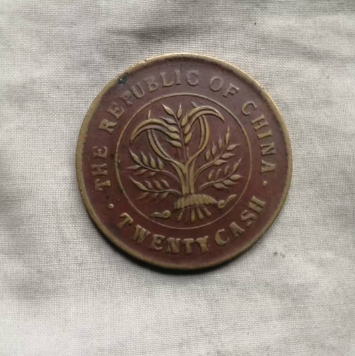 THE REPUBLIC OF CHINA
TWENTY CASH